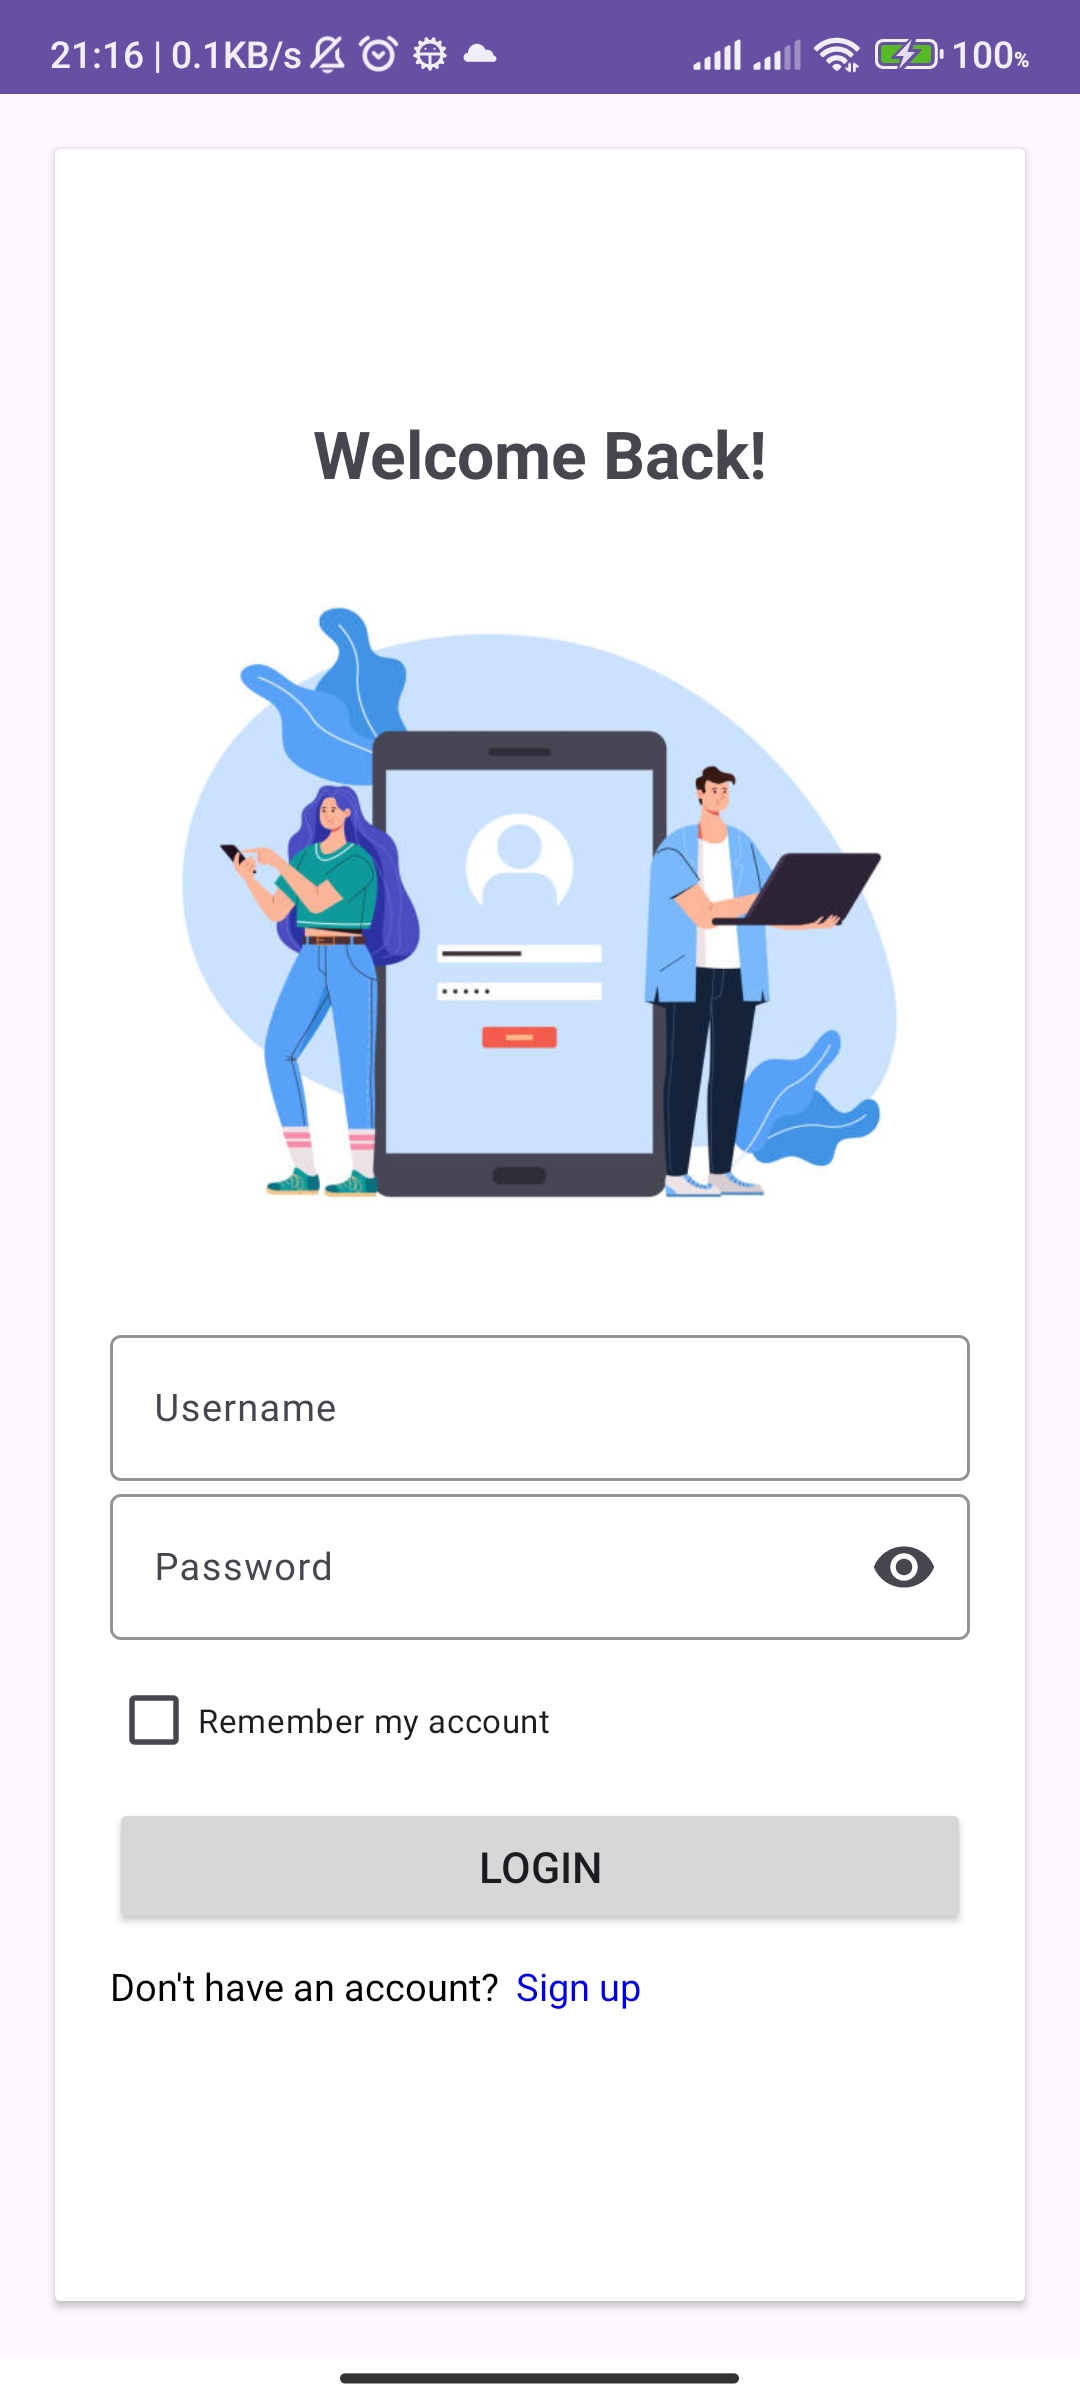 21:16 | 0.1KB/s 100%
Welcome Back!
Username
Password
Remember my account
LOGIN
Don't have an account? Sign up